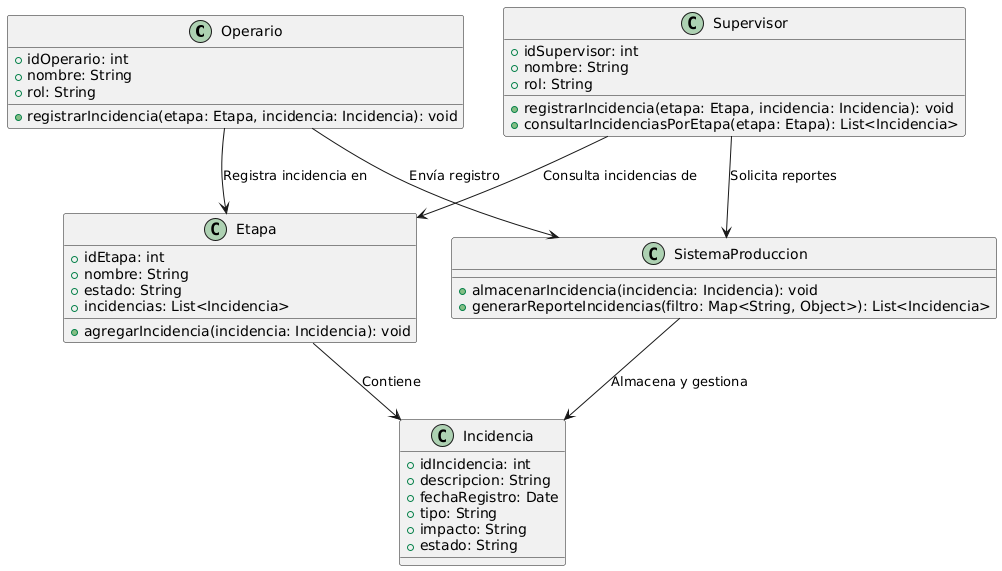 C Operario
idOperario: int
nombre: String
rol: String
registrarIncidencia(etapa: Etapa, incidencia: Incidencia): void
C Supervisor
idSupervisor: int
nombre: String
rol: String
registrarIncidencia(etapa: Etapa, incidencia: Incidencia): void
consultarIncidenciasPorEtapa(etapa: Etapa): List<Incidencia>
Registra incidencia en
Envía registro
Consulta incidencias de
Solicita reportes
C Etapa
idEtapa: int
nombre: String
estado: String
incidencias: List<Incidencia>
agregarIncidencia(incidencia: Incidencia): void
C SistemaProduccion
almacenarIncidencia(incidencia: Incidencia): void
generarReporteIncidencias(filtro: Map<String, Object>): List<Incidencia>
Contiene
Almacena y gestiona
C Incidencia
idIncidencia: int
descripcion: String
fechaRegistro: Date
tipo: String
impacto: String
estado: String